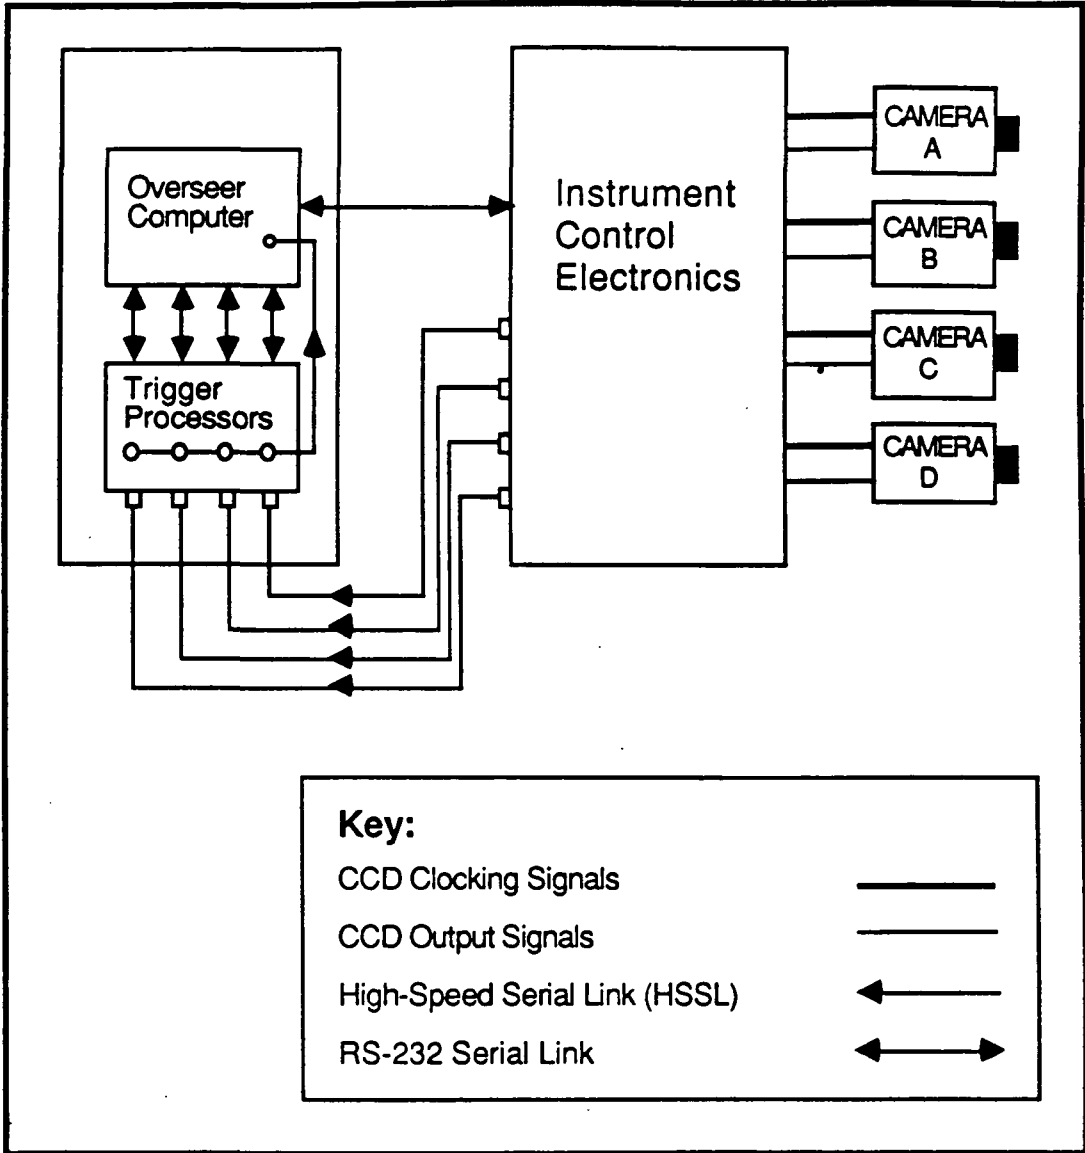 Overseer
Computer
Trigger
Processors
Instrument
Control
Electronics
CAMERA
A
CAMERA
B
CAMERA
C
CAMERA
D
Key:
CCD Clocking Signals
CCD Output Signals
High-Speed Serial Link (HSSL)
RS-232 Serial Link